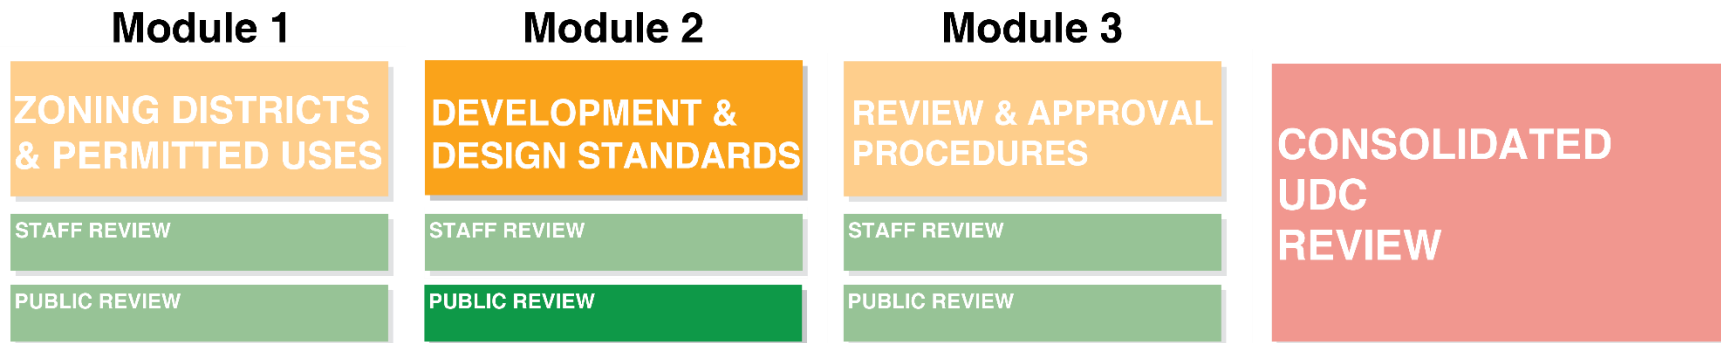 Module 1
ZONING DISTRICTS
& PERMITTED USES
STAFF REVIEW
PUBLIC REVIEW
Module 2
DEVELOPMENT &
DESIGN STANDARDS
STAFF REVIEW
PUBLIC REVIEW
Module 3
REVIEW & APPROVAL
PROCEDURES
STAFF REVIEW
PUBLIC REVIEW
CONSOLIDATED
UDC
REVIEW